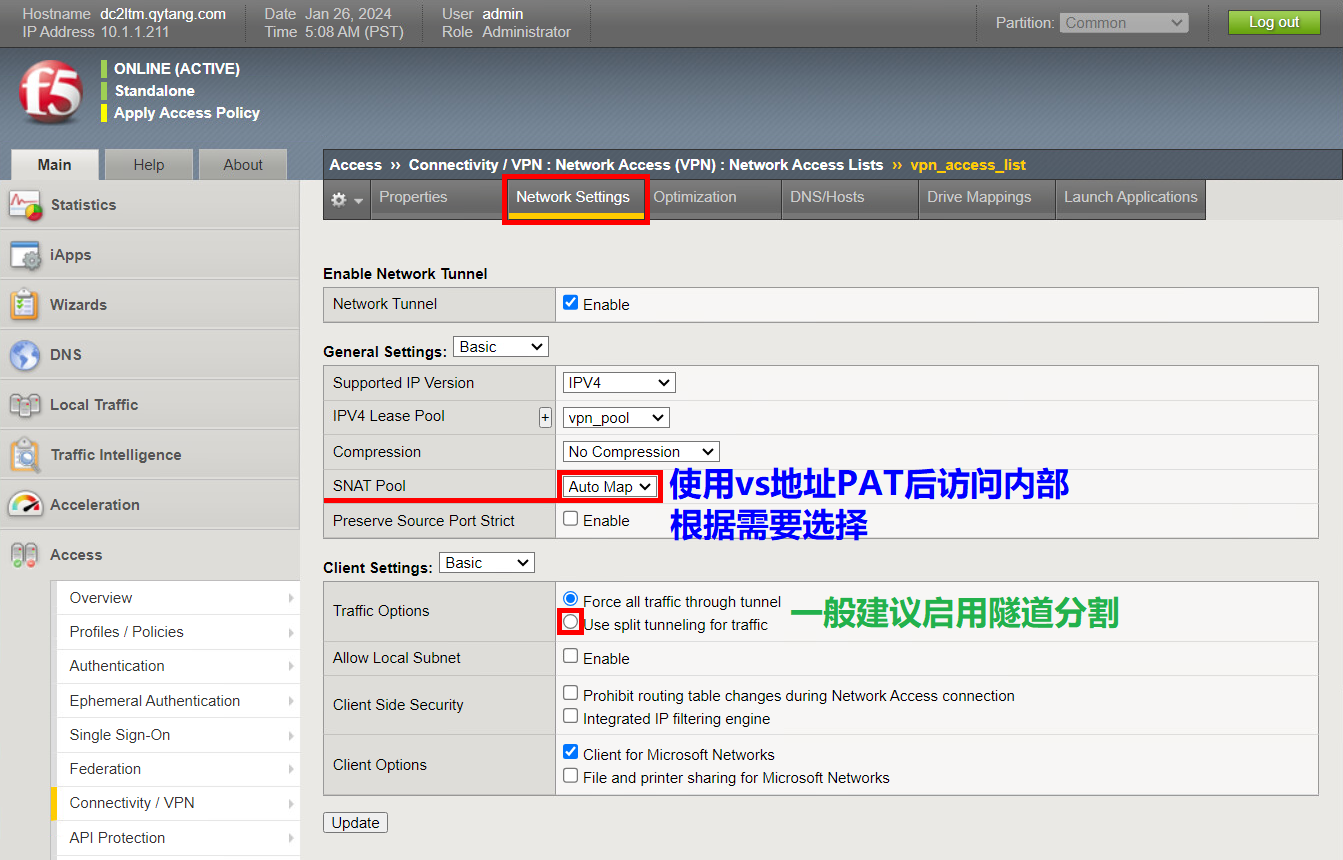 Hostname dc2ltm.qytang.com Date Jan 26, 2024 User admin
IP Address 10.1.1.211 Time 5:08 AM (PST) Role Administrator
Partition: Common Log out
f5
ONLINE (ACTIVE)
Standalone
Apply Access Policy
Main Help About
Access ›› Connectivity / VPN : Network Access (VPN) : Network Access Lists ›› vpn_access_list
Properties Network Settings Optimization DNS/Hosts Drive Mappings Launch Applications
Statistics
iApps
Wizards
DNS
Local Traffic
Traffic Intelligence
Acceleration
Access
Overview
Profiles / Policies
Authentication
Ephemeral Authentication
Single Sign-On
Federation
Connectivity / VPN
API Protection
Enable Network Tunnel
Network Tunnel Enable
General Settings: Basic
Supported IP Version IPV4
IPV4 Lease Pool + vpn_pool
Compression No Compression
SNAT Pool Auto Map 使用vs地址PAT后访问内部
根据需要选择
Preserve Source Port Strict Enable
Client Settings: Basic
Traffic Options Force all traffic through tunnel 一般建议启用隧道分割
Use split tunneling for traffic
Allow Local Subnet Enable
Client Side Security Prohibit routing table changes during Network Access connection
Integrated IP filtering engine
Client Options Client for Microsoft Networks
File and printer sharing for Microsoft Networks
Update